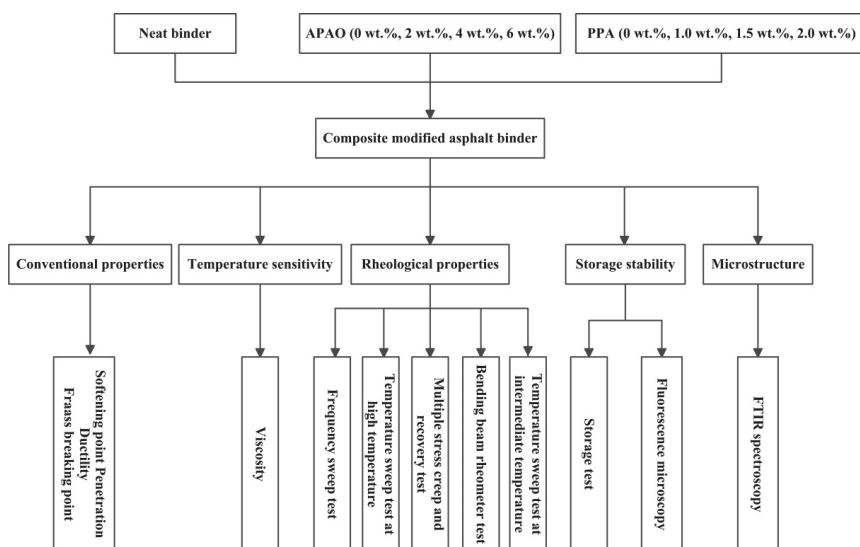 Neat binder
APAO (0 wt.%, 2 wt.%, 4 wt.%, 6 wt.%)
PPA (0 wt.%, 1.0 wt.%, 1.5 wt.%, 2.0 wt.%)
Composite modified asphalt binder
Conventional properties
Temperature sensitivity
Rheological properties
Storage stability
Microstructure
Softening point Penetration
Ductility
Fraass breaking point
Viscosity
Frequency sweep test
Temperature sweep test at
high temperature
Multiple stress creep and
recovery test
Bending beam rheometer test
Temperature sweep test at
intermediate temperature
Storage test
Fluorescence microscopy
FTIR spectroscopy